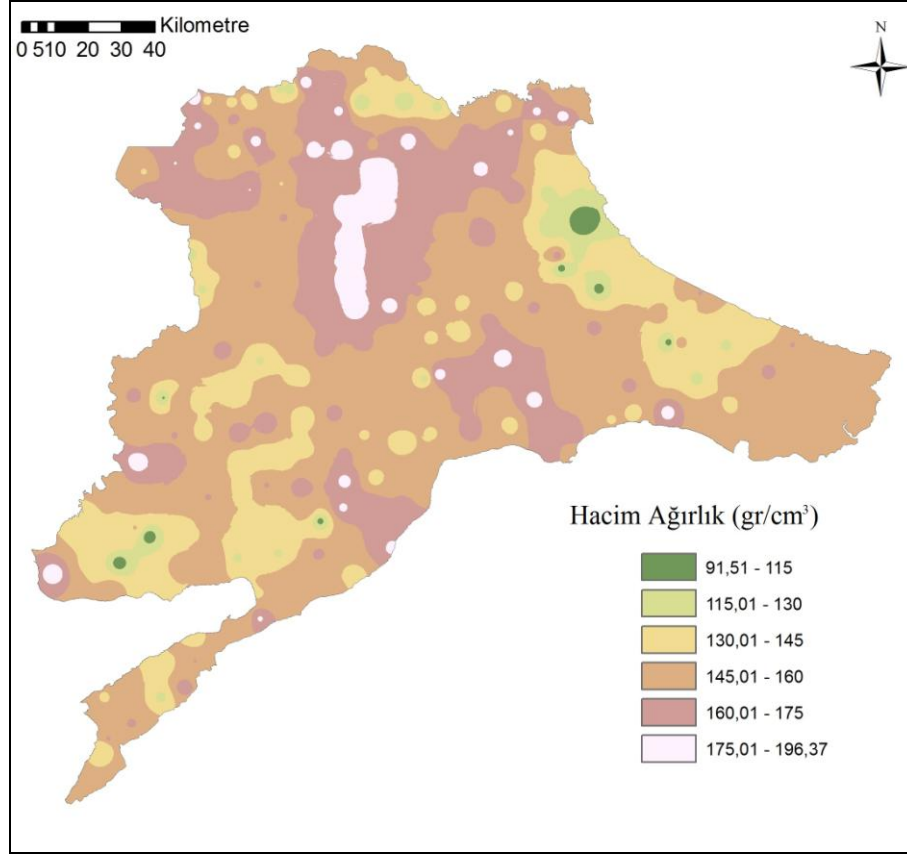 Kilometre
0 510 20 30 40
N
Hacim Ağırlık (gr/cm³)
91,51 - 115
115,01 - 130
130,01 - 145
145,01 - 160
160,01 - 175
175,01 - 196,37